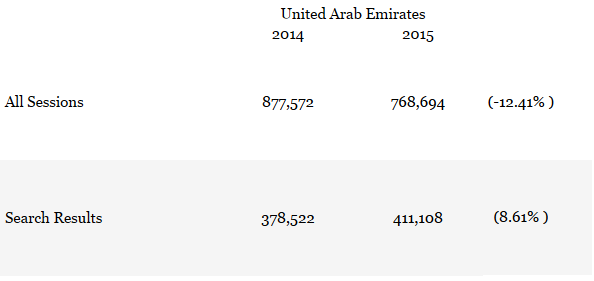 United Arab Emirates
2014 2015
All Sessions 877,572 768,694 (-12.41% )
Search Results 378,522 411,108 (8.61% )